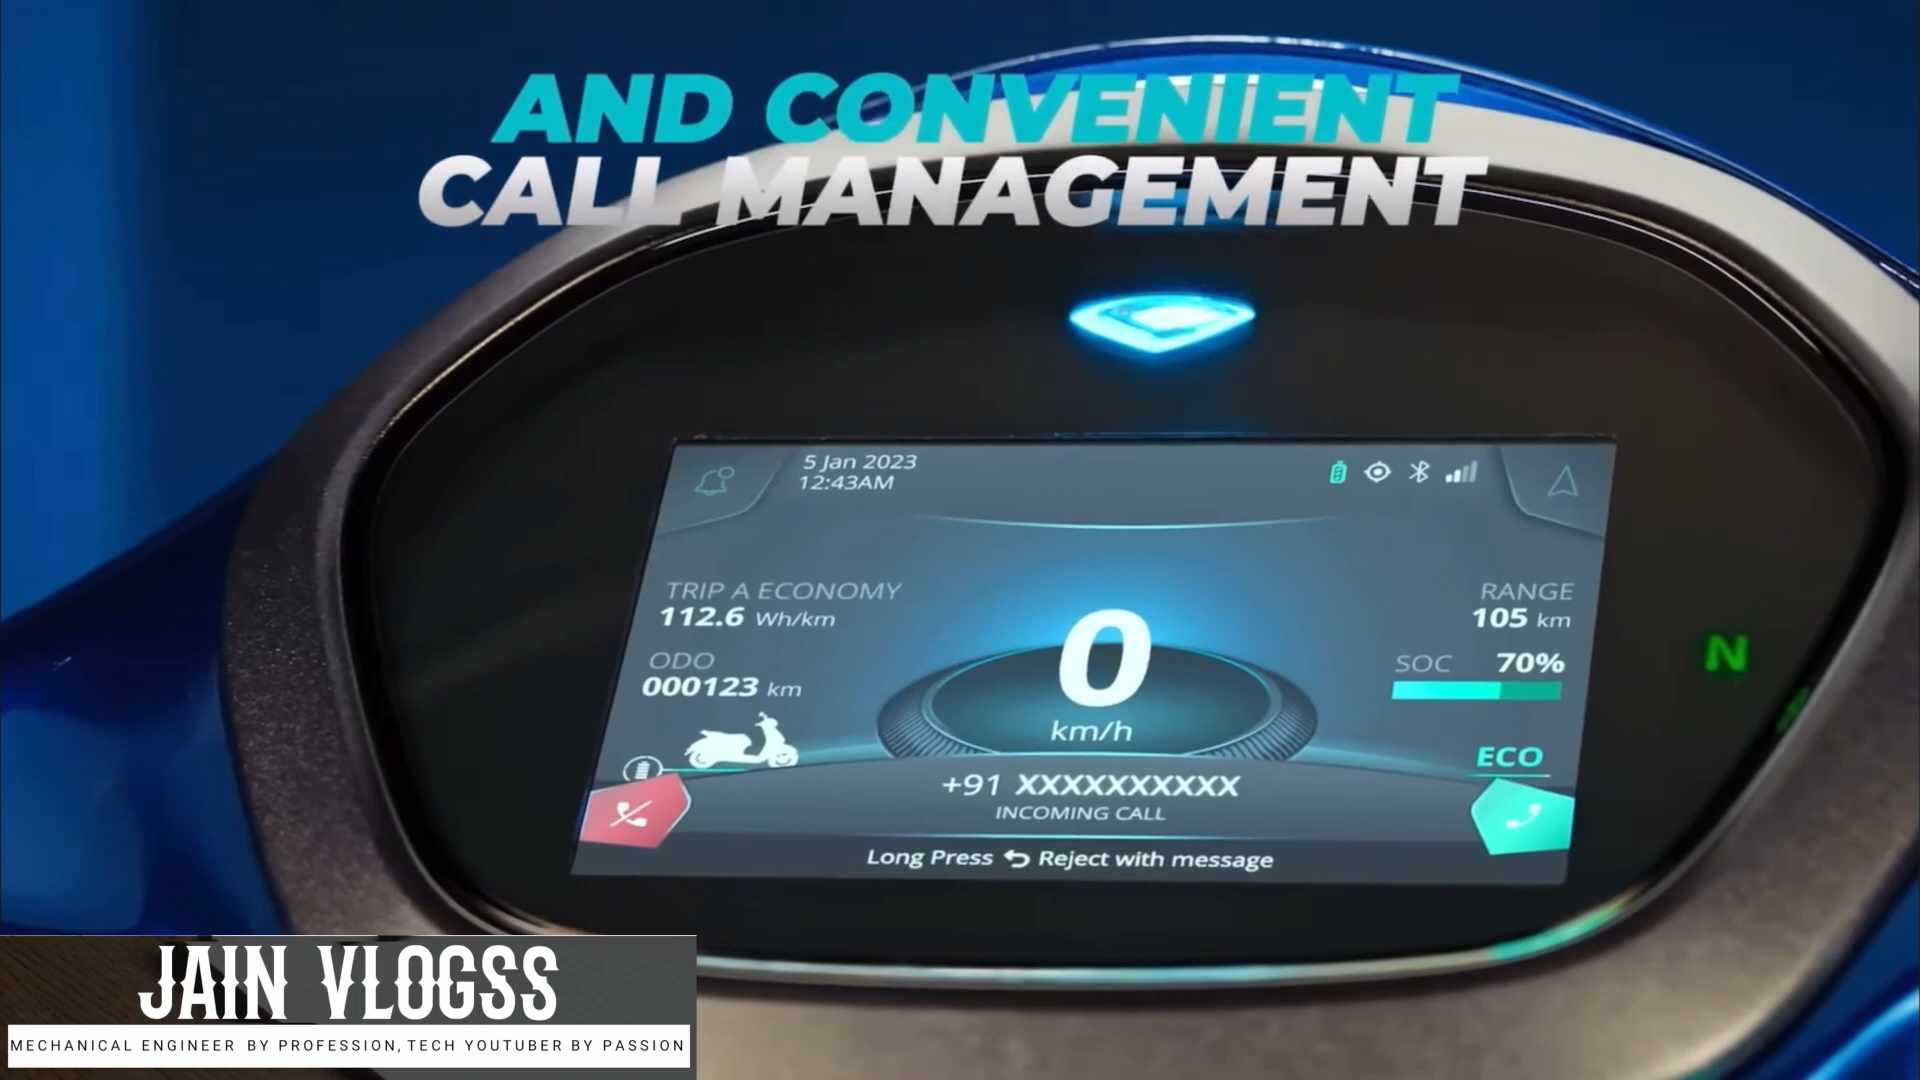 AND CONVENIENT
CALL MANAGEMENT
5 Jan 2023
12:43AM
TRIP A ECONOMY
112.6 Wh/km
ODO
000123 km
0
km/h
RANGE
105 km
SOC 70%
N
ECO
+91 XXXXXXXXXX
INCOMING CALL
Long Press Reject with message
JAIN VLOGSS
MECHANICAL ENGINEER BY PROFESSION, TECH YOUTUBER BY PASSION